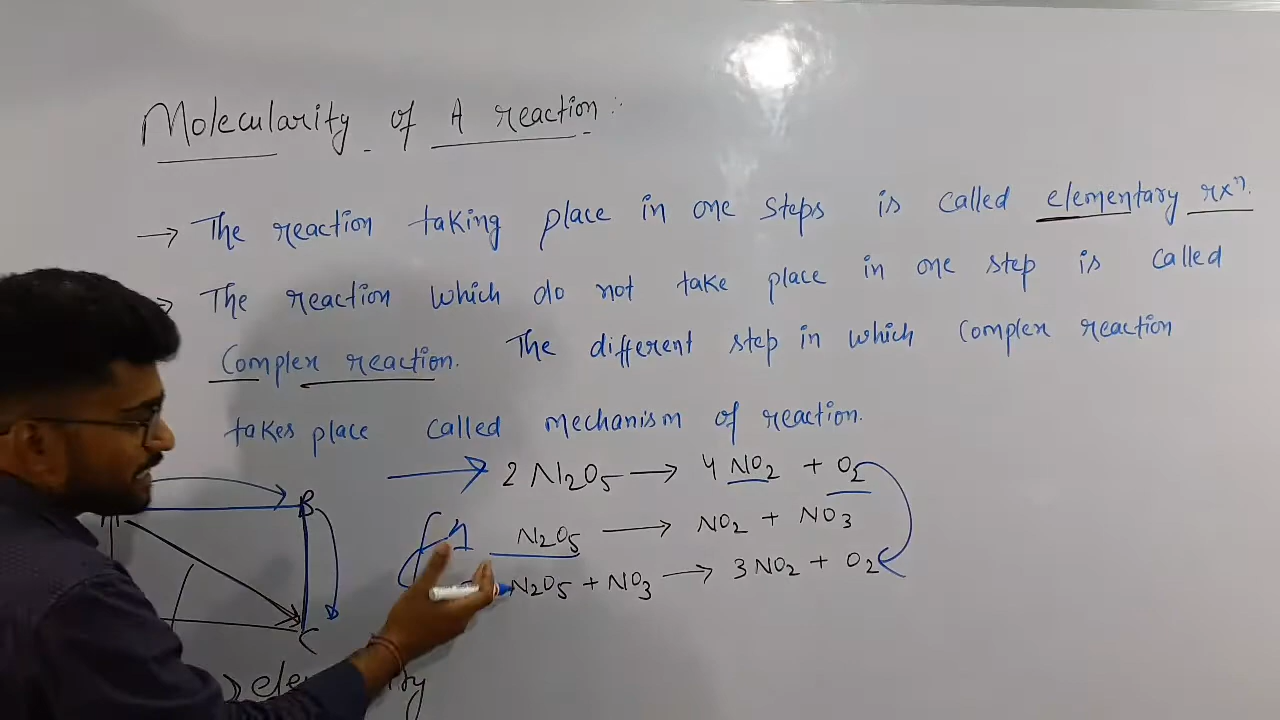 Molecularity of A reaction :
→ The reaction taking place in one steps is called elementary rxⁿ.
→ The reaction which do not take place in one step is called
Complex reaction. The different step in which Complex reaction
takes place called mechanism of reaction.
2 N2O5 → 4 NO2 + O2
N2O5 → NO2 + NO3
N2O5 + NO3 → 3 NO2 + O2
B
C